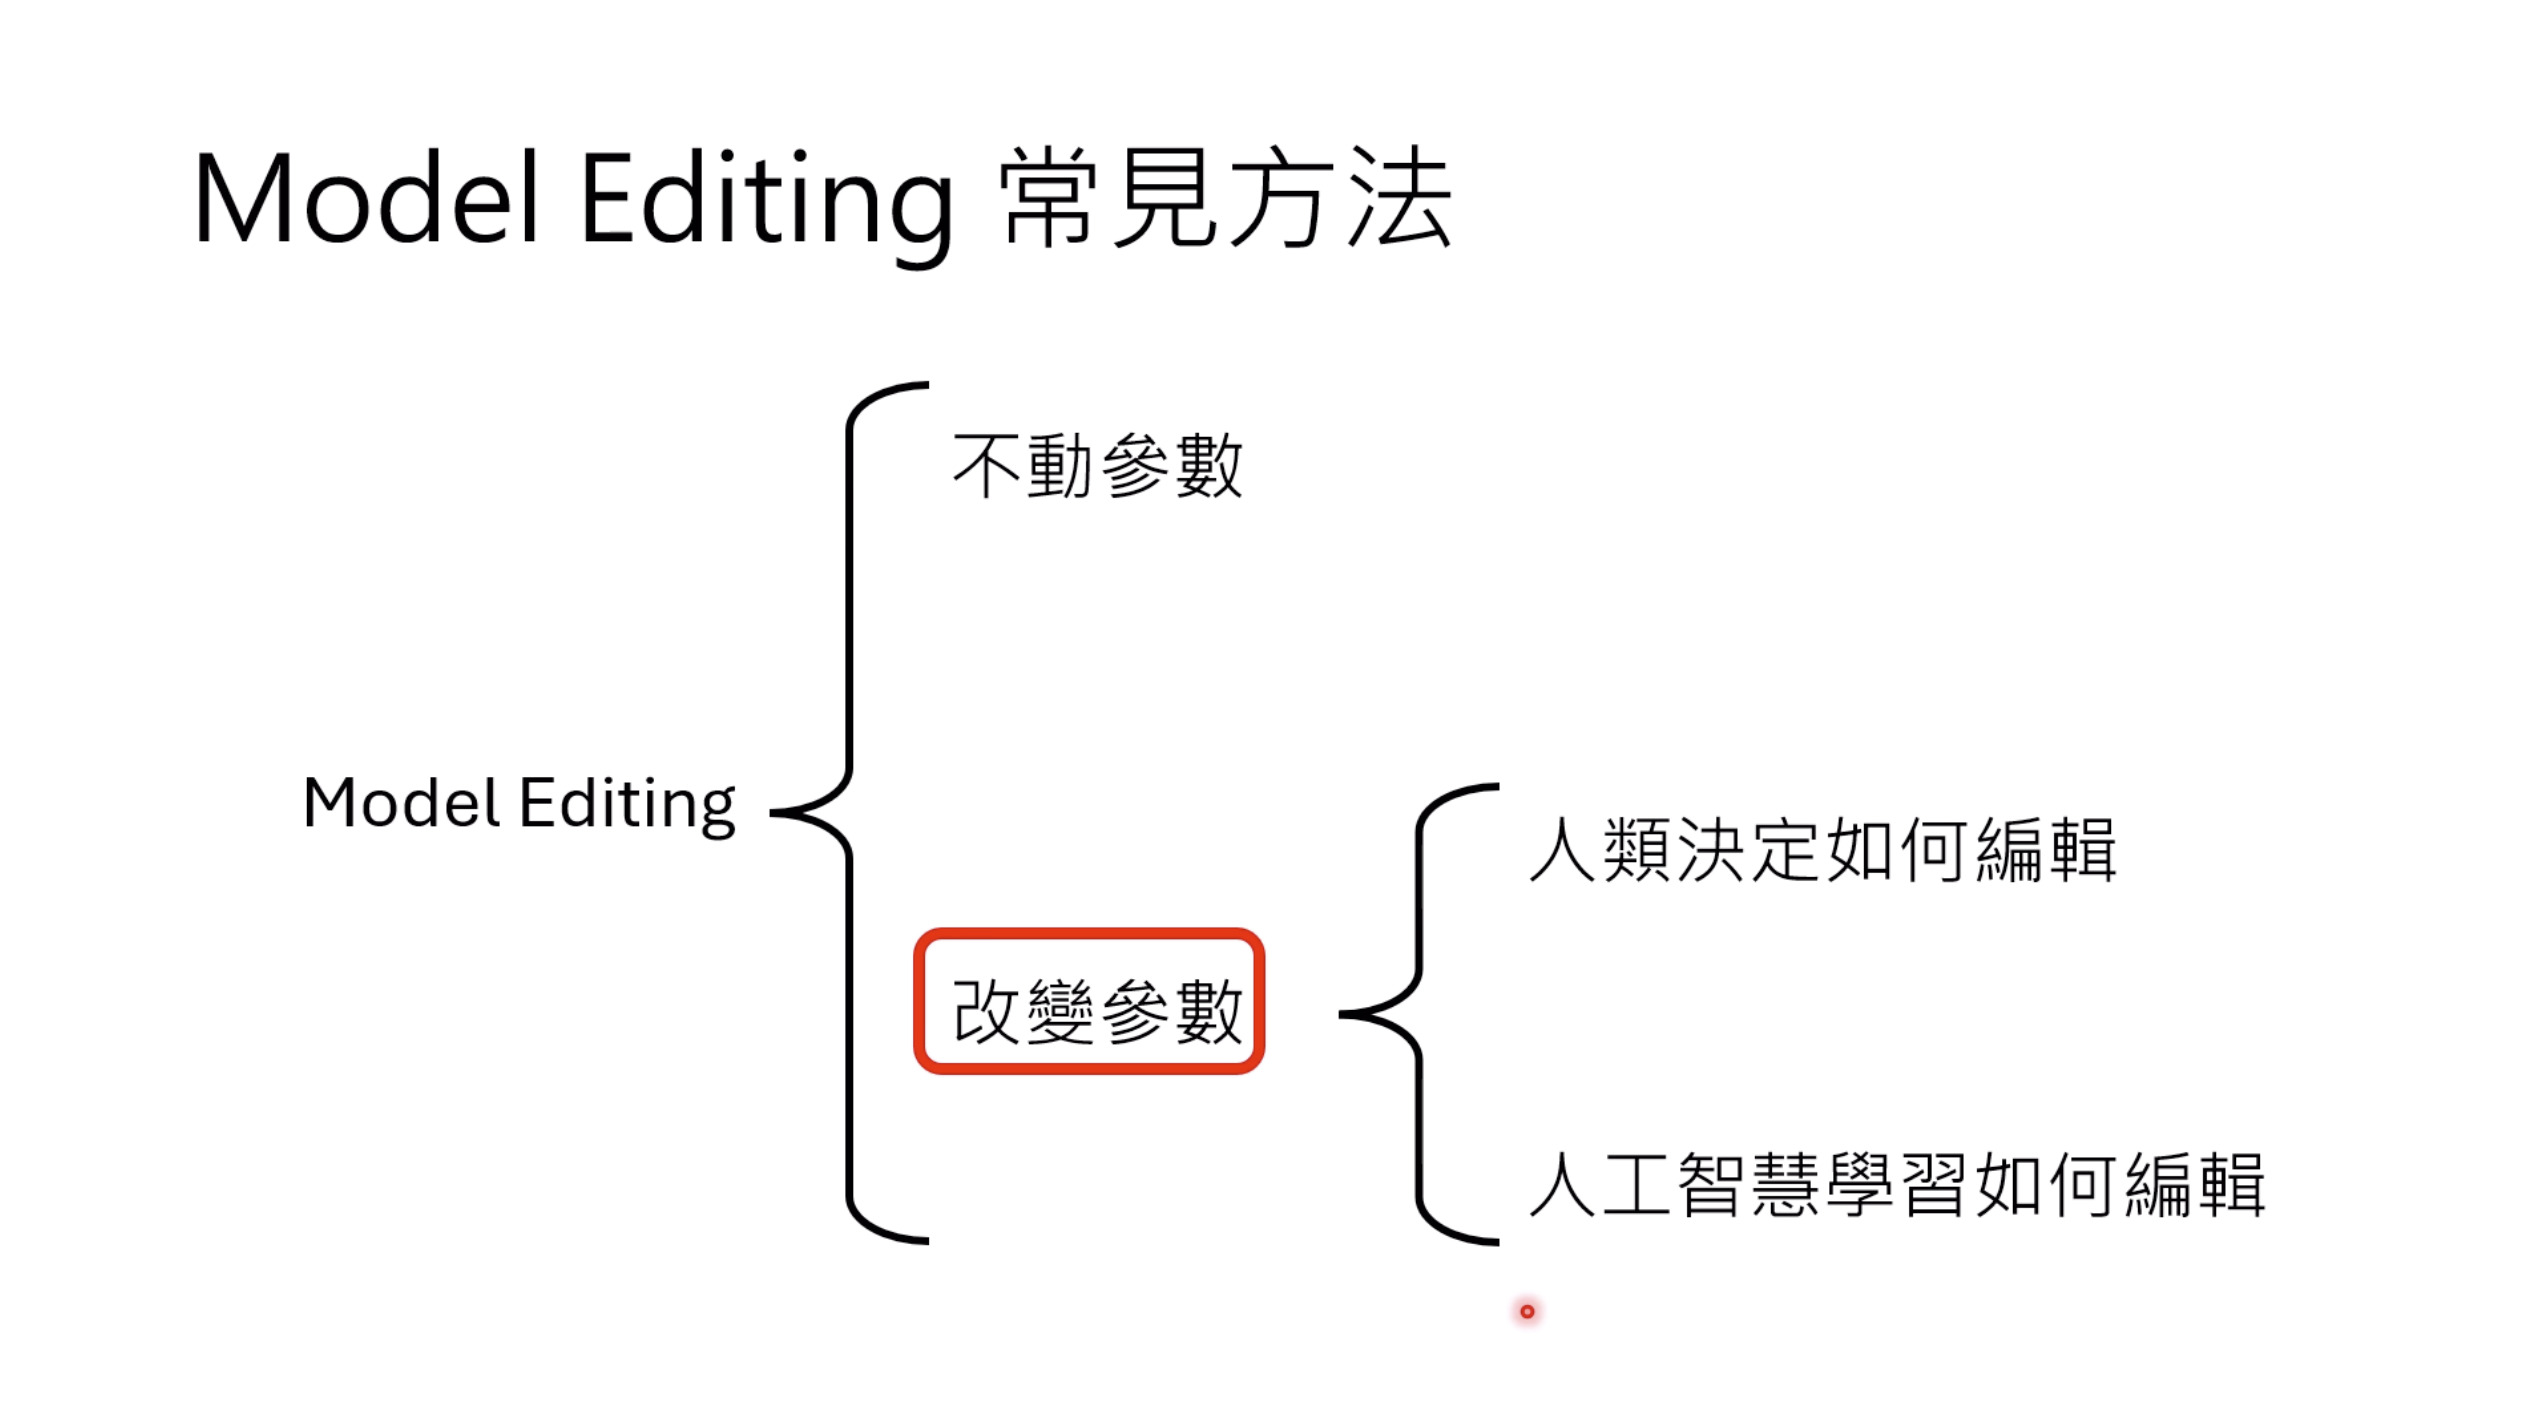 Model Editing 常見方法
不動參數
Model Editing
人類決定如何編輯
改變參數
人工智慧學習如何編輯